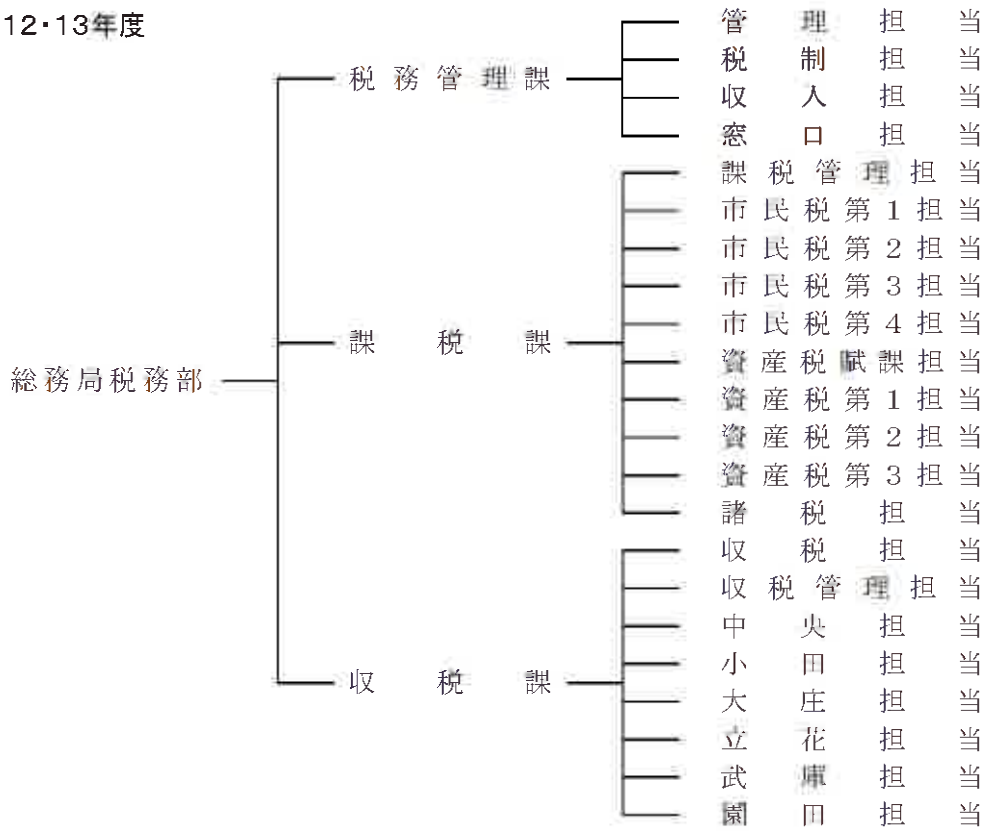 12・13年度
総務局税務部
税務管理課
管理担当
税制担当
収入担当
窓口担当
課税課
課税管理担当
市民税第1担当
市民税第2担当
市民税第3担当
市民税第4担当
資産税賦課担当
資産税第1担当
資産税第2担当
資産税第3担当
諸税担当
収税課
収税担当
収税管理担当
中央担当
小田担当
大庄担当
立花担当
武庫担当
園田担当